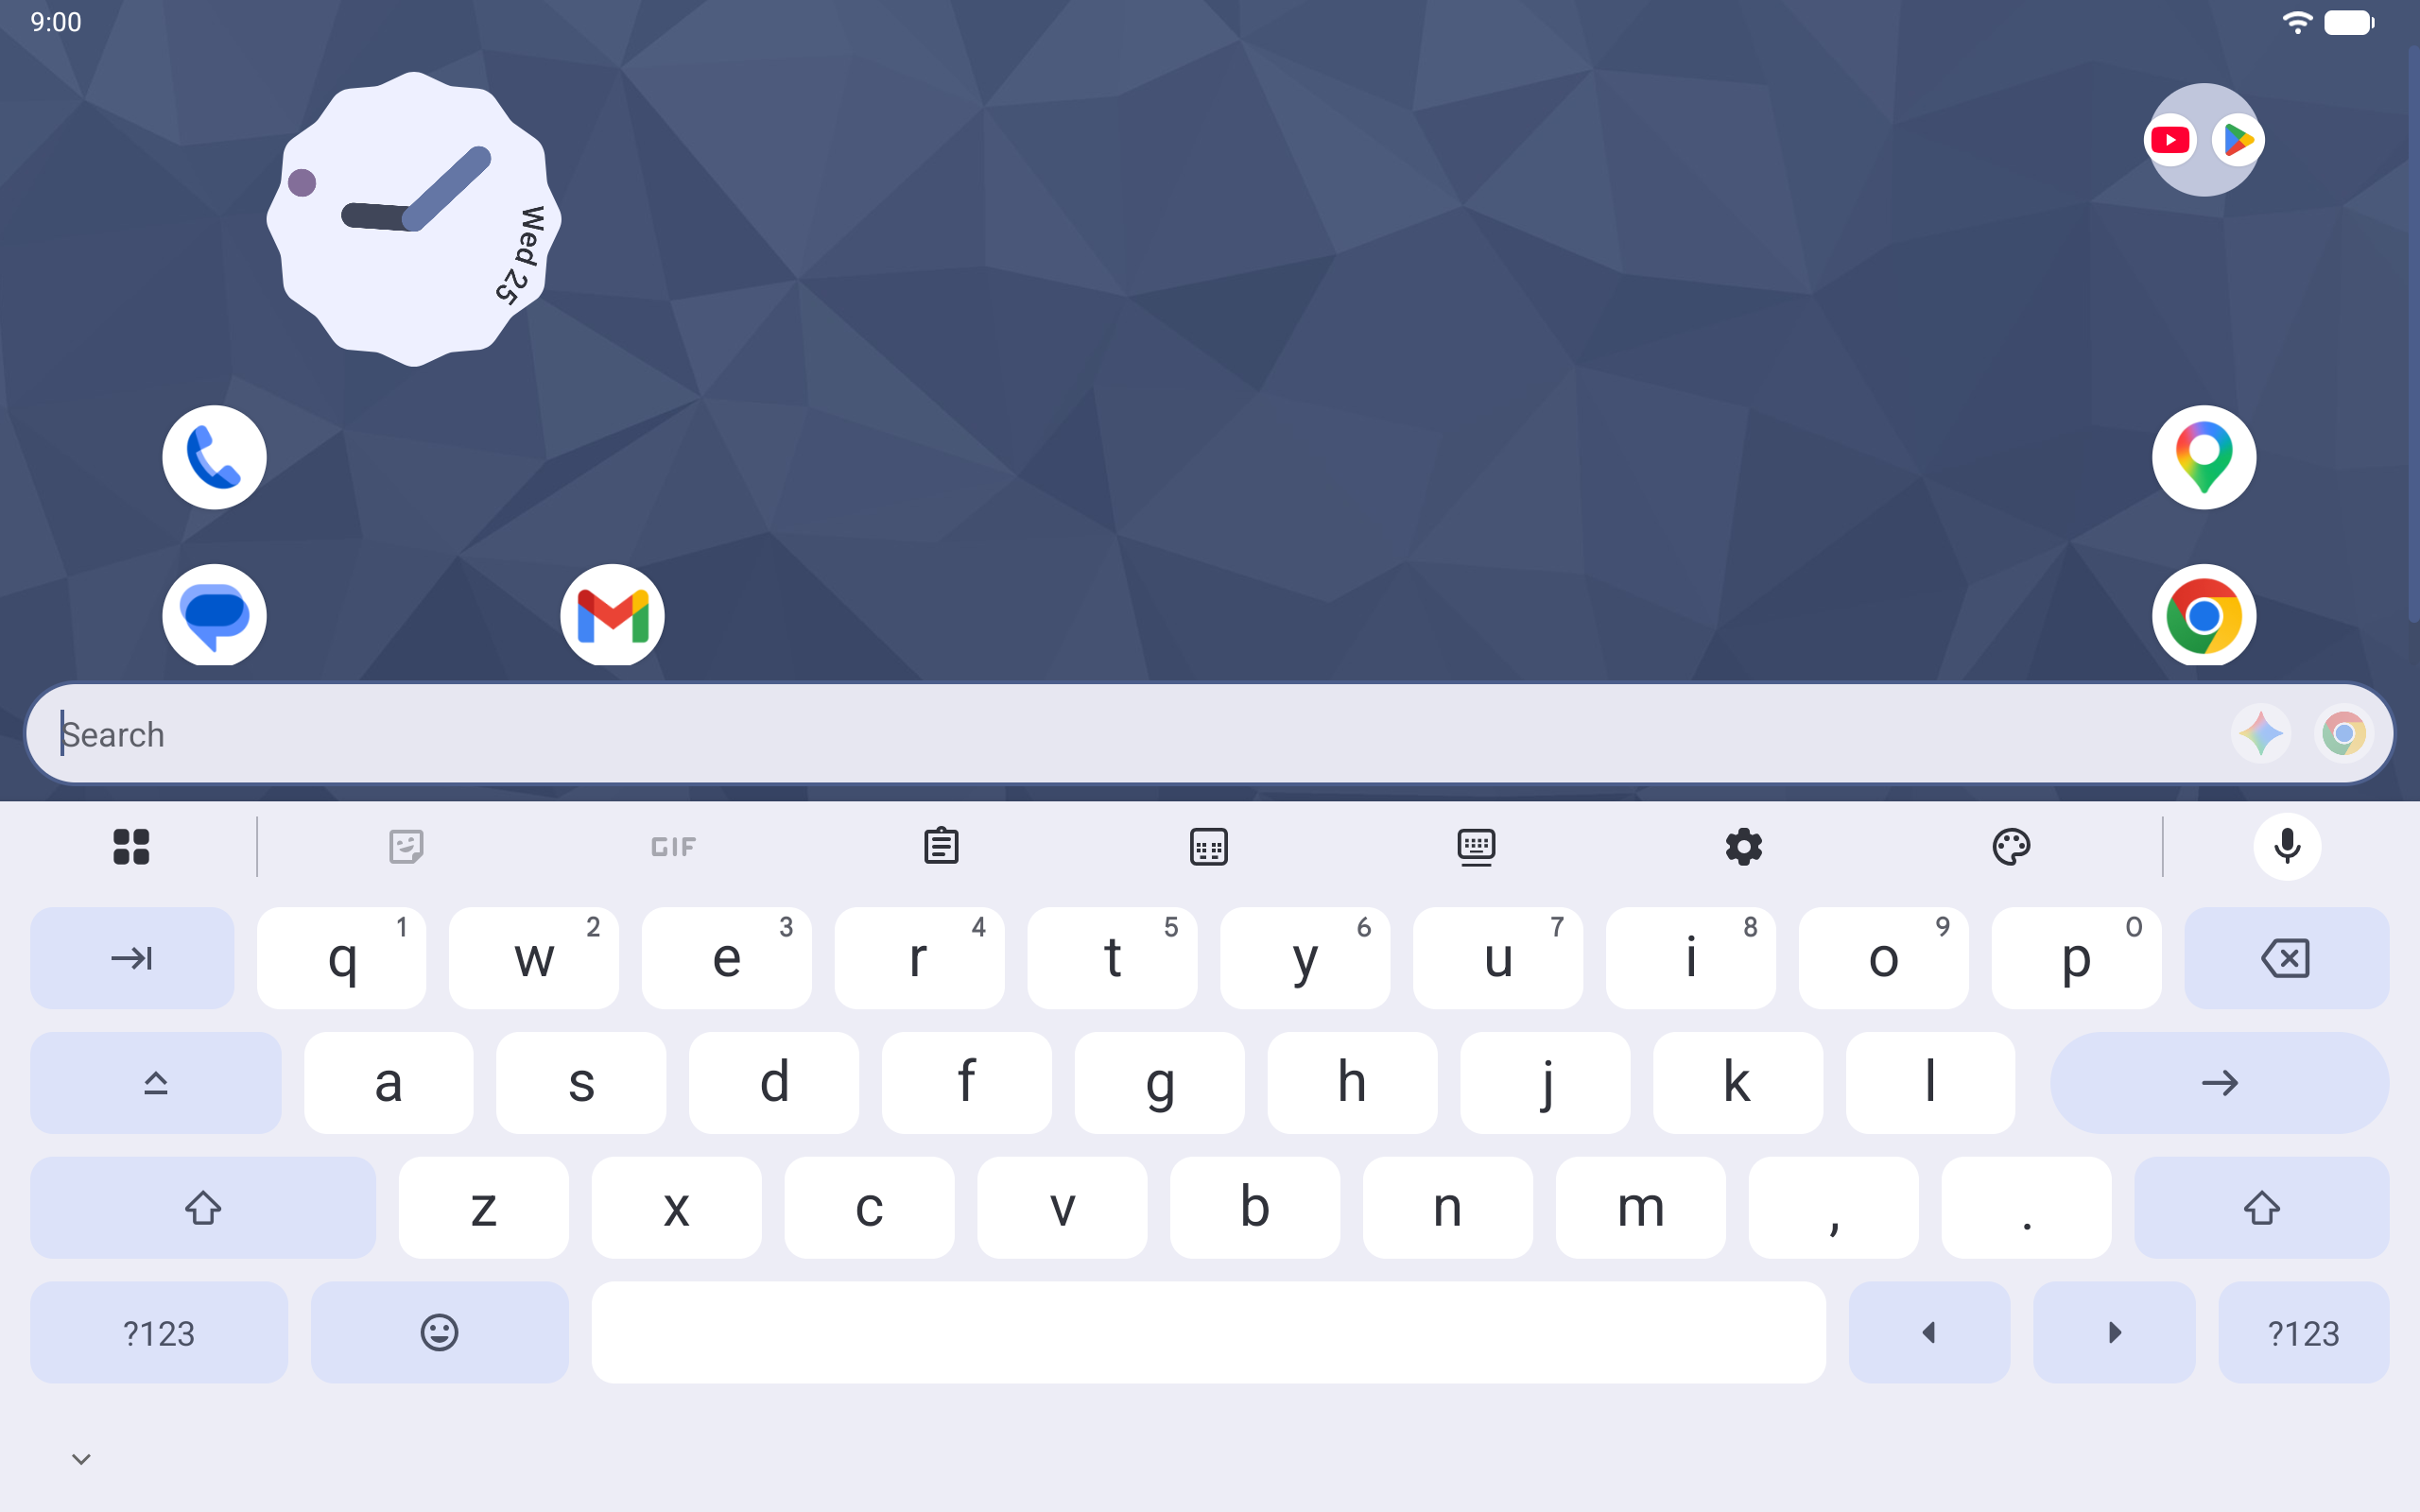 9:00
Wed 25
Search
GIF
q 1 w 2 e 3 r 4 t 5 y 6 u 7 i 8 o 9 p 0
a s d f g h j k l
z x c v b n m , .
?123 ?123